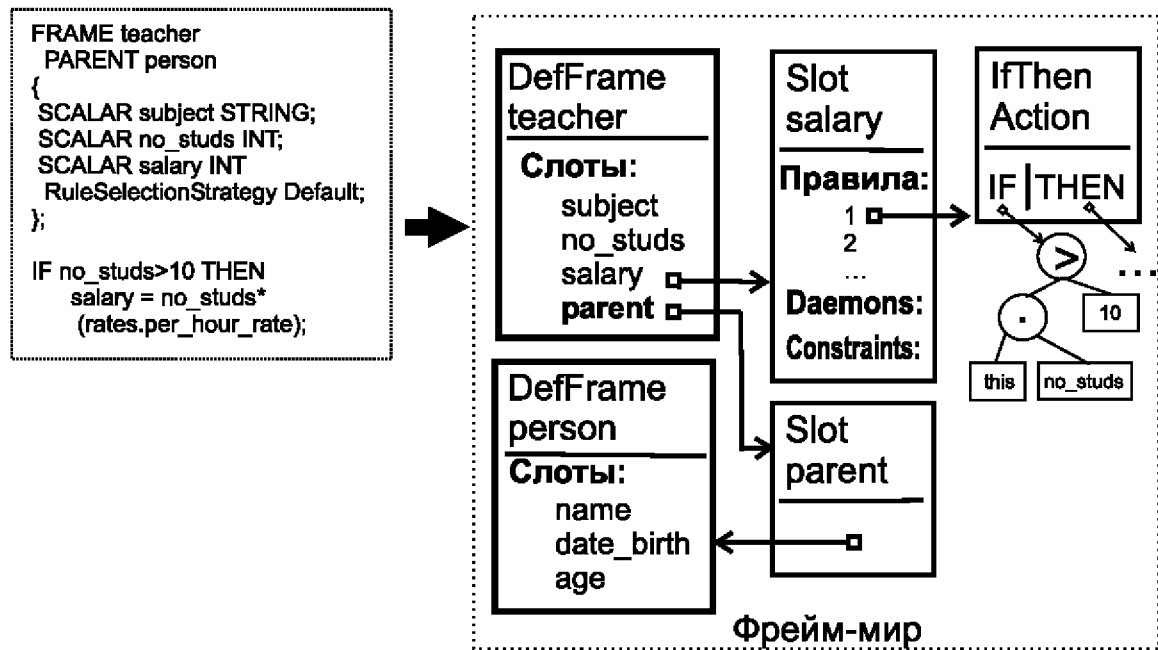 FRAME teacher
PARENT person
{
SCALAR subject STRING;
SCALAR no_studs INT;
SCALAR salary INT
RuleSelectionStrategy Default;
};
IF no_studs>10 THEN
salary = no_studs*
(rates.per_hour_rate);
DefFrame
teacher
Слоты:
subject
no_studs
salary
parent
Slot
salary
Правила:
1
2
...
Daemons:
Constraints:
IfThen
Action
IF THEN
>
...
.
10
this
no_studs
DefFrame
person
Слоты:
name
date_birth
age
Slot
parent
Фрейм-мир